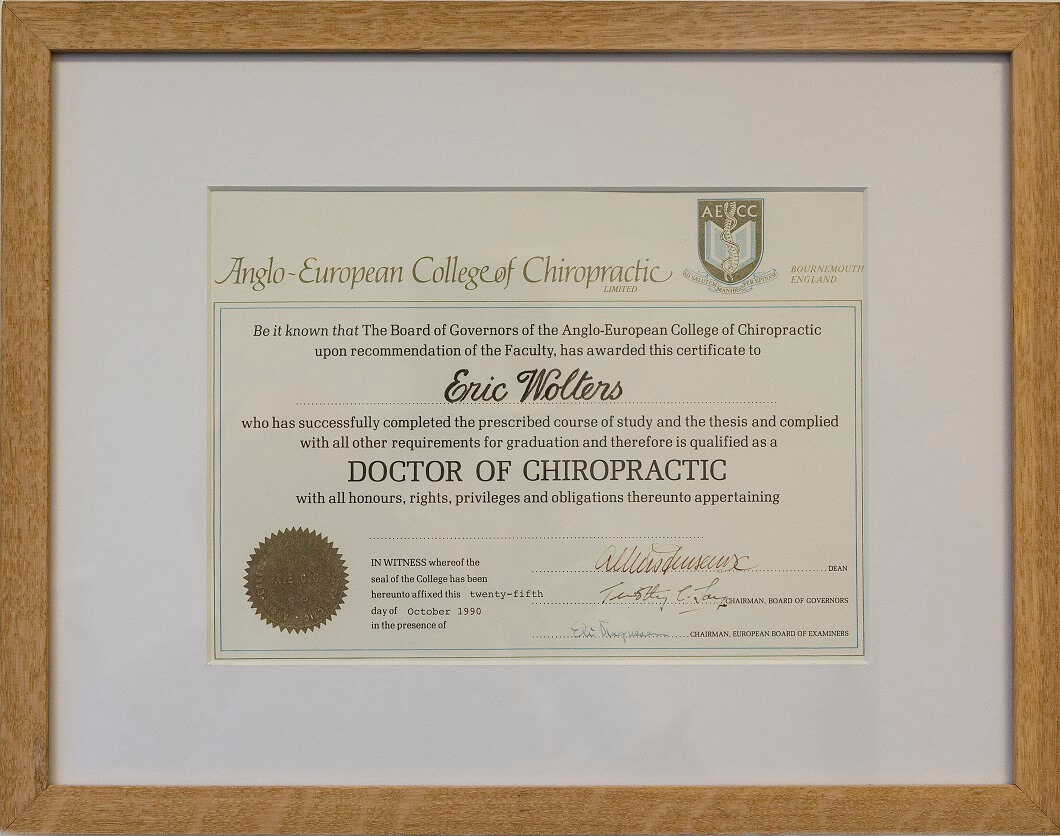 AE CC
Anglo-European College of Chiropractic
LIMITED
BOURNEMOUTH
ENGLAND
Be it known that The Board of Governors of the Anglo-European College of Chiropractic
upon recommendation of the Faculty, has awarded this certificate to
Eric Wolters
who has successfully completed the prescribed course of study and the thesis and complied
with all other requirements for graduation and therefore is qualified as a
DOCTOR OF CHIROPRACTIC
with all honours, rights, privileges and obligations thereunto appertaining
IN WITNESS whereof the
seal of the College has been
hereunto affixed this twenty-fifth
day of October 1990
in the presence of
DEAN
CHAIRMAN, BOARD OF GOVERNORS
CHAIRMAN, EUROPEAN BOARD OF EXAMINERS